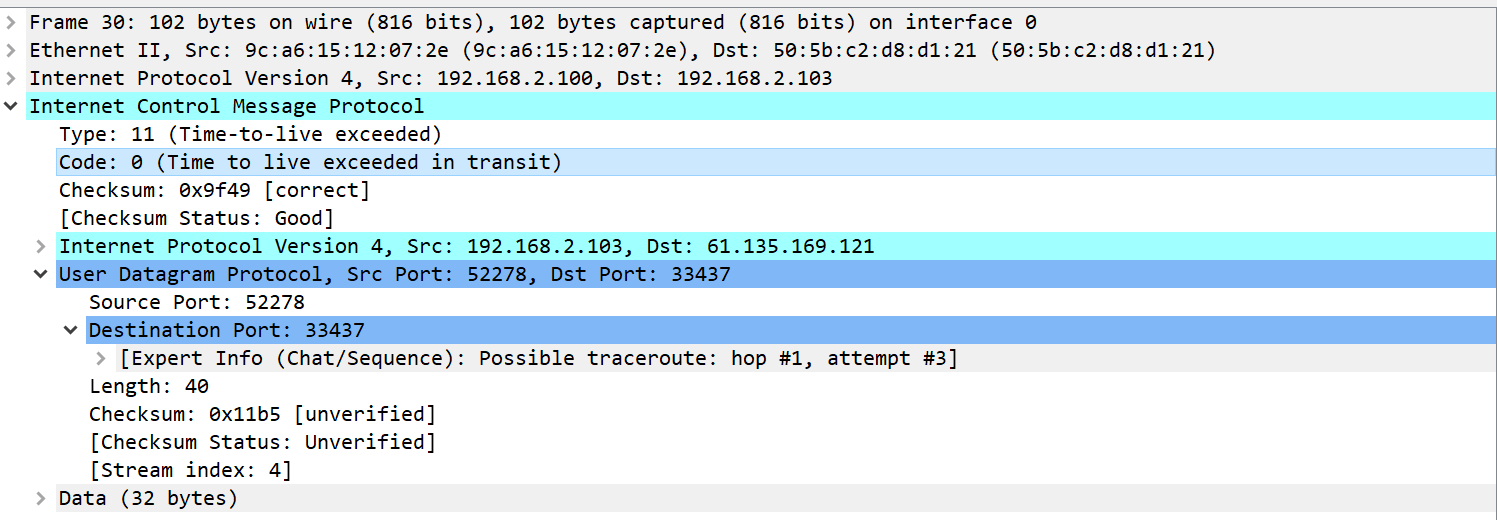 Frame 30: 102 bytes on wire (816 bits), 102 bytes captured (816 bits) on interface 0
Ethernet II, Src: 9c:a6:15:12:07:2e (9c:a6:15:12:07:2e), Dst: 50:5b:c2:d8:d1:21 (50:5b:c2:d8:d1:21)
Internet Protocol Version 4, Src: 192.168.2.100, Dst: 192.168.2.103
Internet Control Message Protocol
Type: 11 (Time-to-live exceeded)
Code: 0 (Time to live exceeded in transit)
Checksum: 0x9f49 [correct]
[Checksum Status: Good]
Internet Protocol Version 4, Src: 192.168.2.103, Dst: 61.135.169.121
User Datagram Protocol, Src Port: 52278, Dst Port: 33437
Source Port: 52278
Destination Port: 33437
[Expert Info (Chat/Sequence): Possible traceroute: hop #1, attempt #3]
Length: 40
Checksum: 0x11b5 [unverified]
[Checksum Status: Unverified]
[Stream index: 4]
Data (32 bytes)